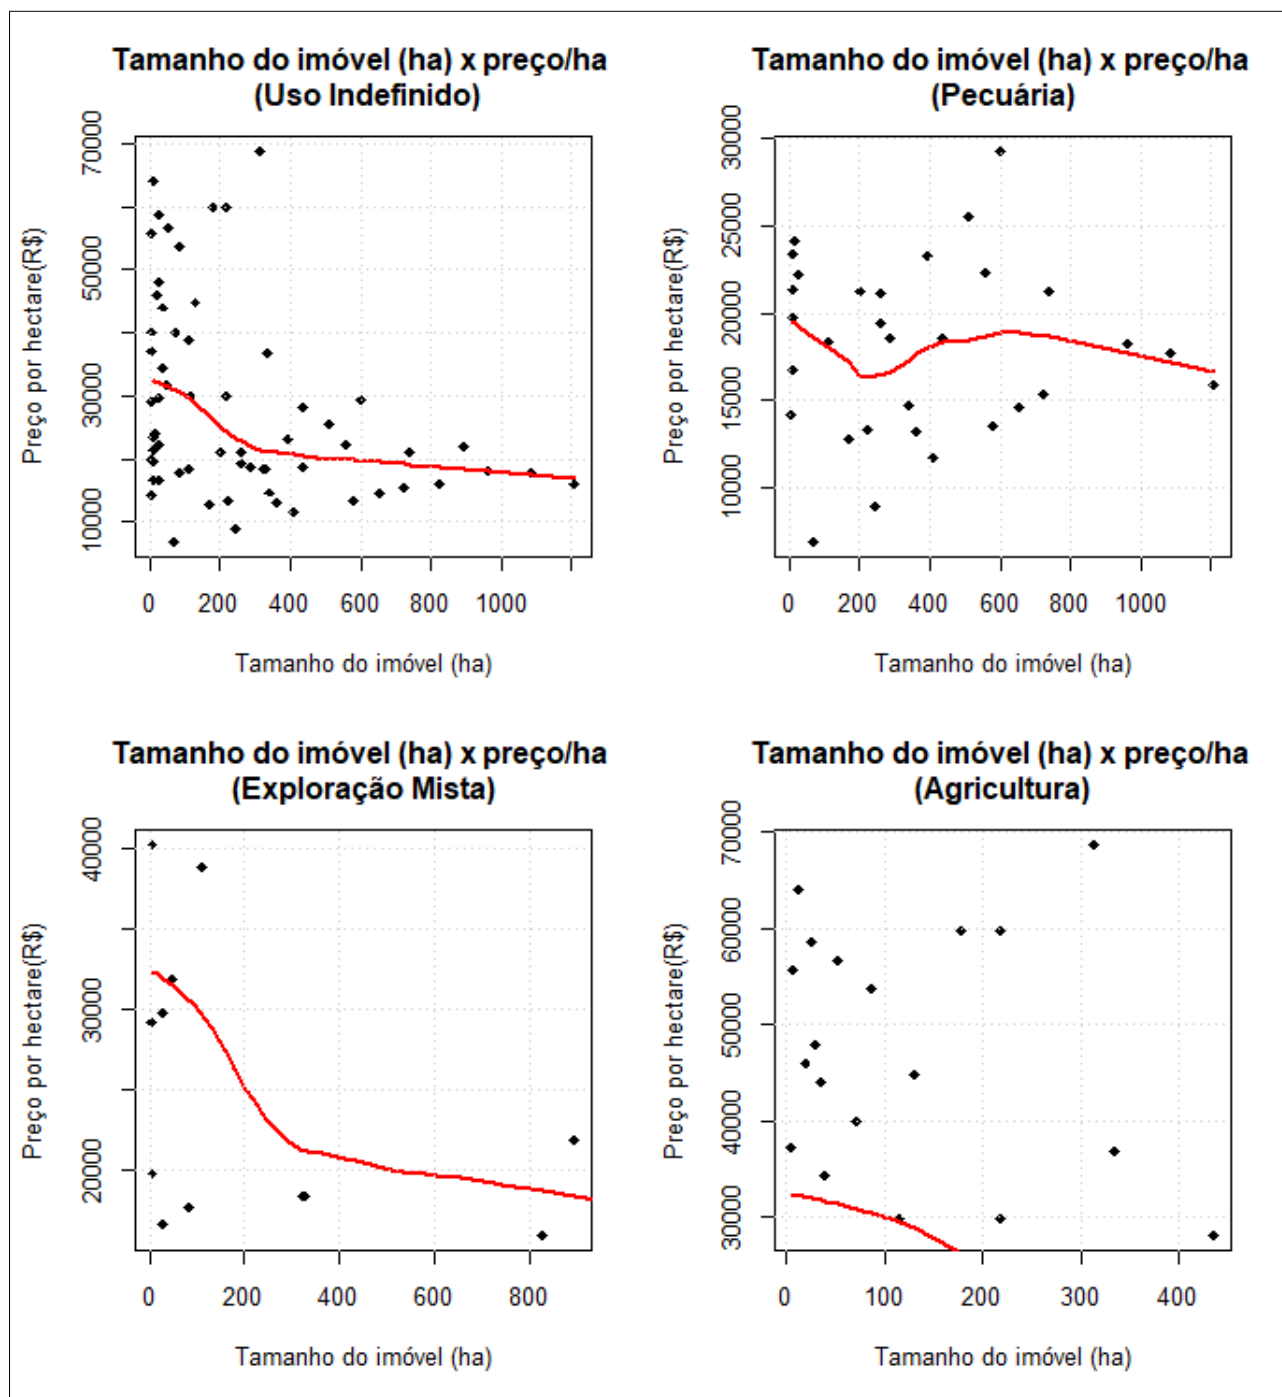 Tamanho do imóvel (ha) x preço/ha
(Uso Indefinido)
Preço por hectare(R$)
70000
50000
30000
10000
0 200 400 600 800 1000
Tamanho do imóvel (ha)
Tamanho do imóvel (ha) x preço/ha
(Pecuária)
Preço por hectare(R$)
30000
25000
20000
15000
10000
0 200 400 600 800 1000
Tamanho do imóvel (ha)
Tamanho do imóvel (ha) x preço/ha
(Exploração Mista)
Preço por hectare(R$)
40000
30000
20000
0 200 400 600 800
Tamanho do imóvel (ha)
Tamanho do imóvel (ha) x preço/ha
(Agricultura)
Preço por hectare(R$)
70000
60000
50000
40000
30000
0 100 200 300 400
Tamanho do imóvel (ha)